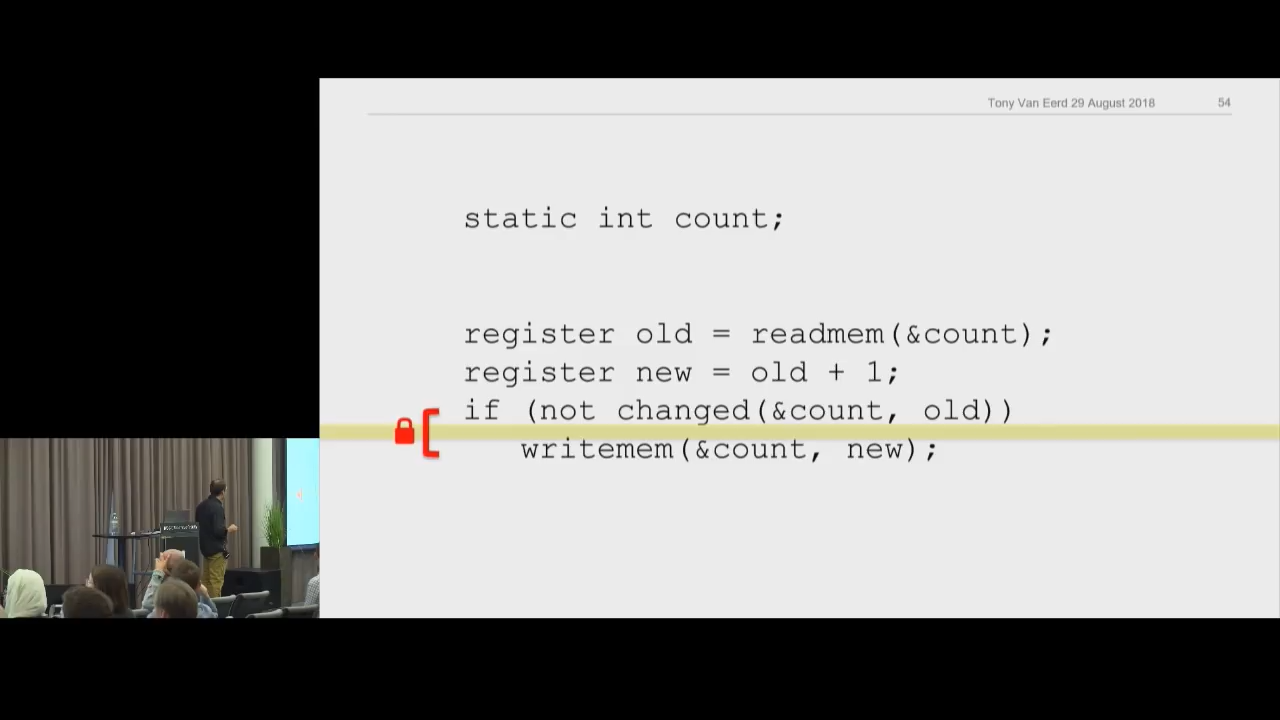 Tony Van Eerd 29 August 2018 54
static int count;
register old = readmem(&count);
register new = old + 1;
if (not changed(&count, old))
writemem(&count, new);